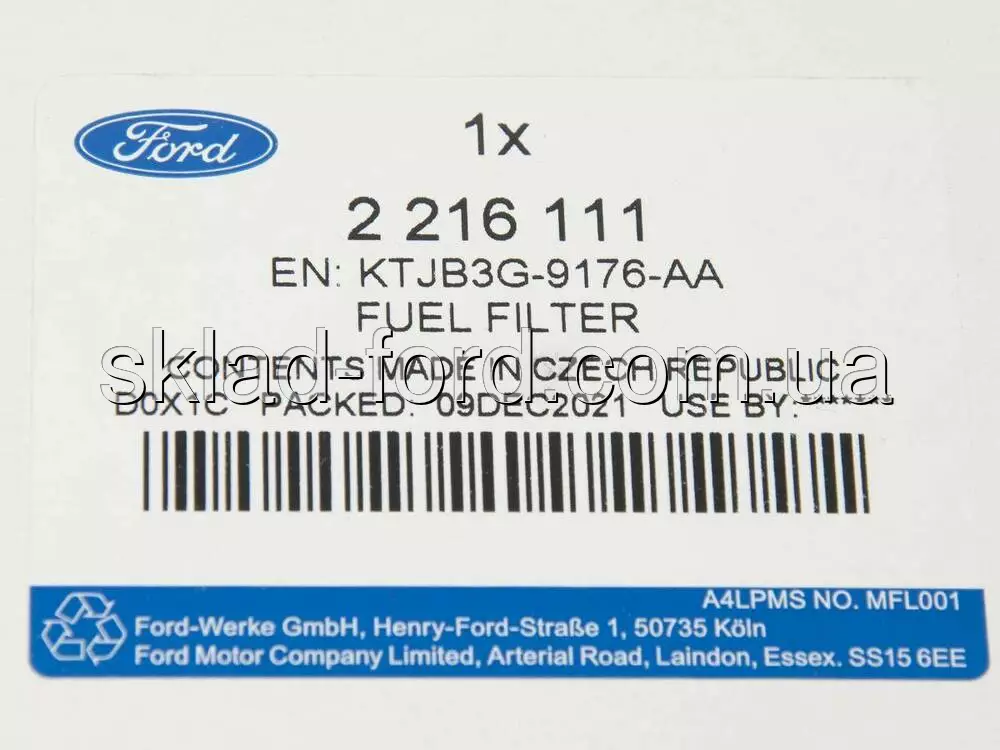 Ford
1x
2 216 111
EN: KTJB3G-9176-AA
FUEL FILTER
sklad-ford.com.ua
CONTENTS MADE IN CZECH REPUBLIC
D0X1C PACKED: 09DEC2021 USE BY:*******
A4LPMS NO. MFL001
Ford-Werke GmbH, Henry-Ford-Straße 1, 50735 Köln
Ford Motor Company Limited, Arterial Road, Laindon, Essex. SS15 6EE